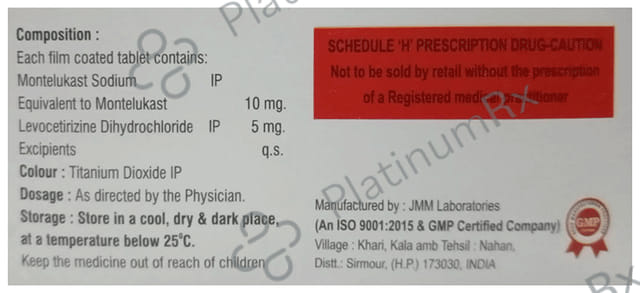 Composition :
Each film coated tablet contains:
Montelukast Sodium IP
Equivalent to Montelukast 10 mg.
Levocetirizine Dihydrochloride IP 5 mg.
Excipients q.s.
Colour : Titanium Dioxide IP
Dosage : As directed by the Physician.
Storage : Store in a cool, dry & dark place,
at a temperature below 25°C.
Keep the medicine out of reach of children
SCHEDULE 'H' PRESCRIPTION DRUG-CAUTION
Not to be sold by retail without the prescription
of a Registered medical practitioner
Manufactured by : JMM Laboratories
(An ISO 9001:2015 & GMP Certified Company)
Village : Khari, Kala amb Tehsil : Nahan,
Distt.: Sirmour, (H.P.) 173030, INDIA
GMP
PlatinumRx